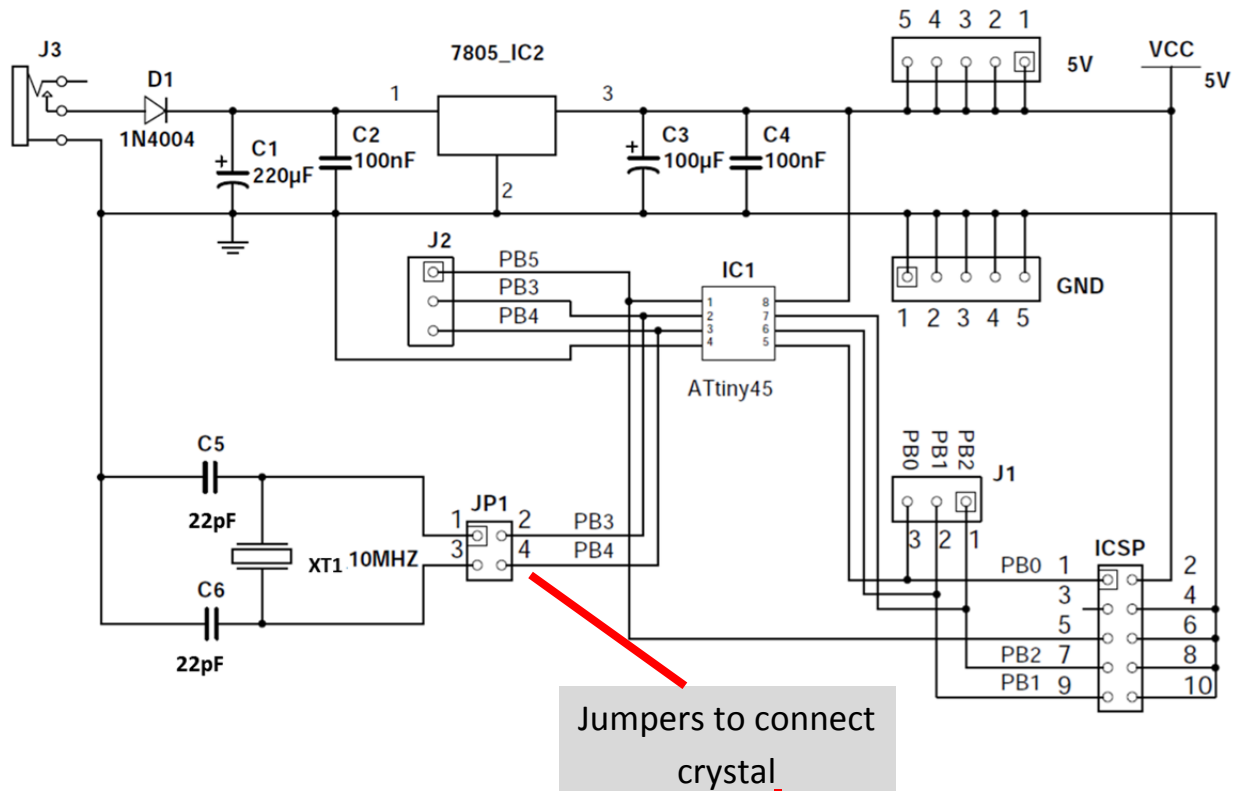 5 4 3 2 1
J3
7805_IC2
VCC
5V
5V
D1
1N4004
1
3
C1
220µF
C2
100nF
C3
100µF
C4
100nF
2
J2
PB5
PB3
PB4
IC1
1 8
2 7
3 6
4 5
ATtiny45
GND
1 2 3 4 5
C5
22pF
XT1 10MHZ
C6
22pF
JP1
1 2
3 4
PB3
PB4
PB0 PB1 PB2
J1
3 2 1
ICSP
PB0 1 2
3 4
5 6
PB2 7 8
PB1 9 10
Jumpers to connect
crystal